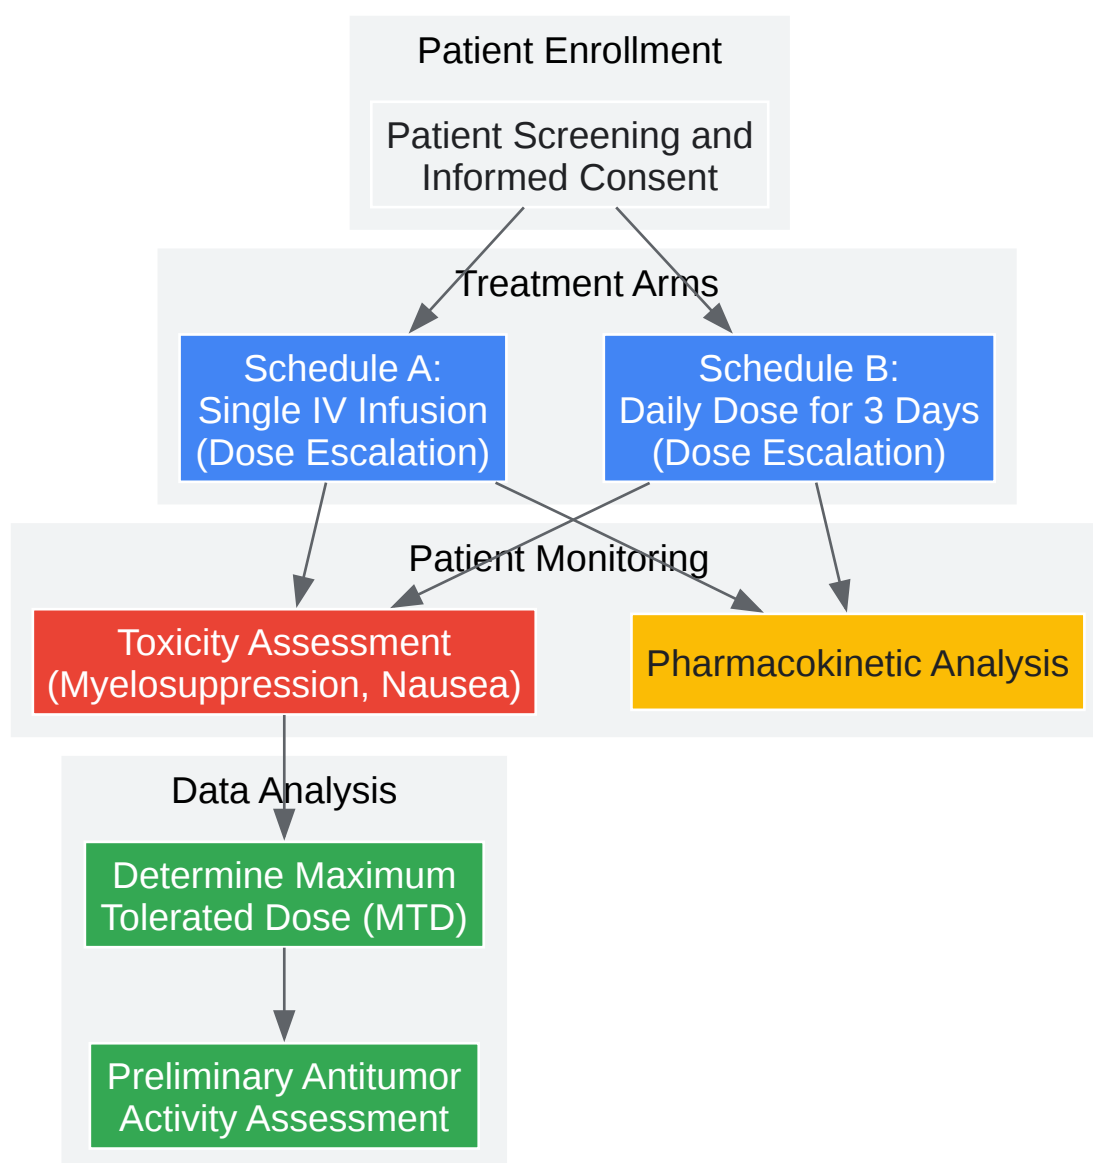 Patient Enrollment
Patient Screening and
Informed Consent
Treatment Arms
Schedule A:
Single IV Infusion
(Dose Escalation)
Schedule B:
Daily Dose for 3 Days
(Dose Escalation)
Patient Monitoring
Toxicity Assessment
(Myelosuppression, Nausea)
Pharmacokinetic Analysis
Data Analysis
Determine Maximum
Tolerated Dose (MTD)
Preliminary Antitumor
Activity Assessment